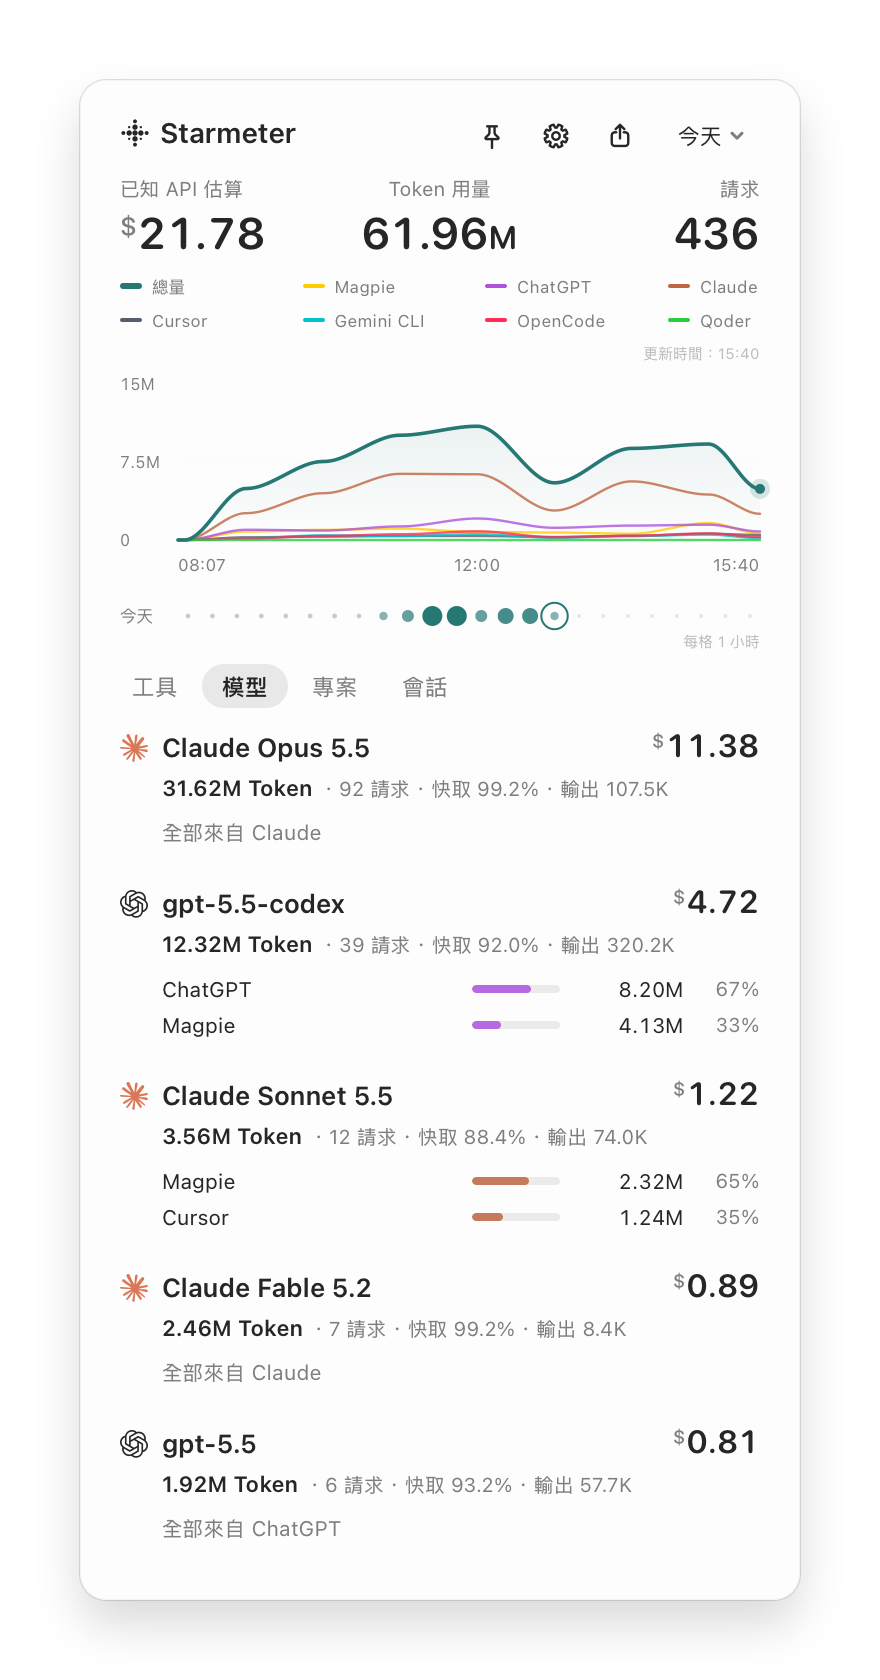 Starmeter 今天
已知 API 估算 Token 用量 請求
$21.78 61.96M 436
總量 Magpie ChatGPT Claude
Cursor Gemini CLI OpenCode Qoder
更新時間：15:40
15M
7.5M
0
08:07 12:00 15:40
今天
每格 1 小時
工具 模型 專案 會話
Claude Opus 5.5 $11.38
31.62M Token · 92 請求 · 快取 99.2% · 輸出 107.5K
全部來自 Claude
gpt-5.5-codex $4.72
12.32M Token · 39 請求 · 快取 92.0% · 輸出 320.2K
ChatGPT 8.20M 67%
Magpie 4.13M 33%
Claude Sonnet 5.5 $1.22
3.56M Token · 12 請求 · 快取 88.4% · 輸出 74.0K
Magpie 2.32M 65%
Cursor 1.24M 35%
Claude Fable 5.2 $0.89
2.46M Token · 7 請求 · 快取 99.2% · 輸出 8.4K
全部來自 Claude
gpt-5.5 $0.81
1.92M Token · 6 請求 · 快取 93.2% · 輸出 57.7K
全部來自 ChatGPT